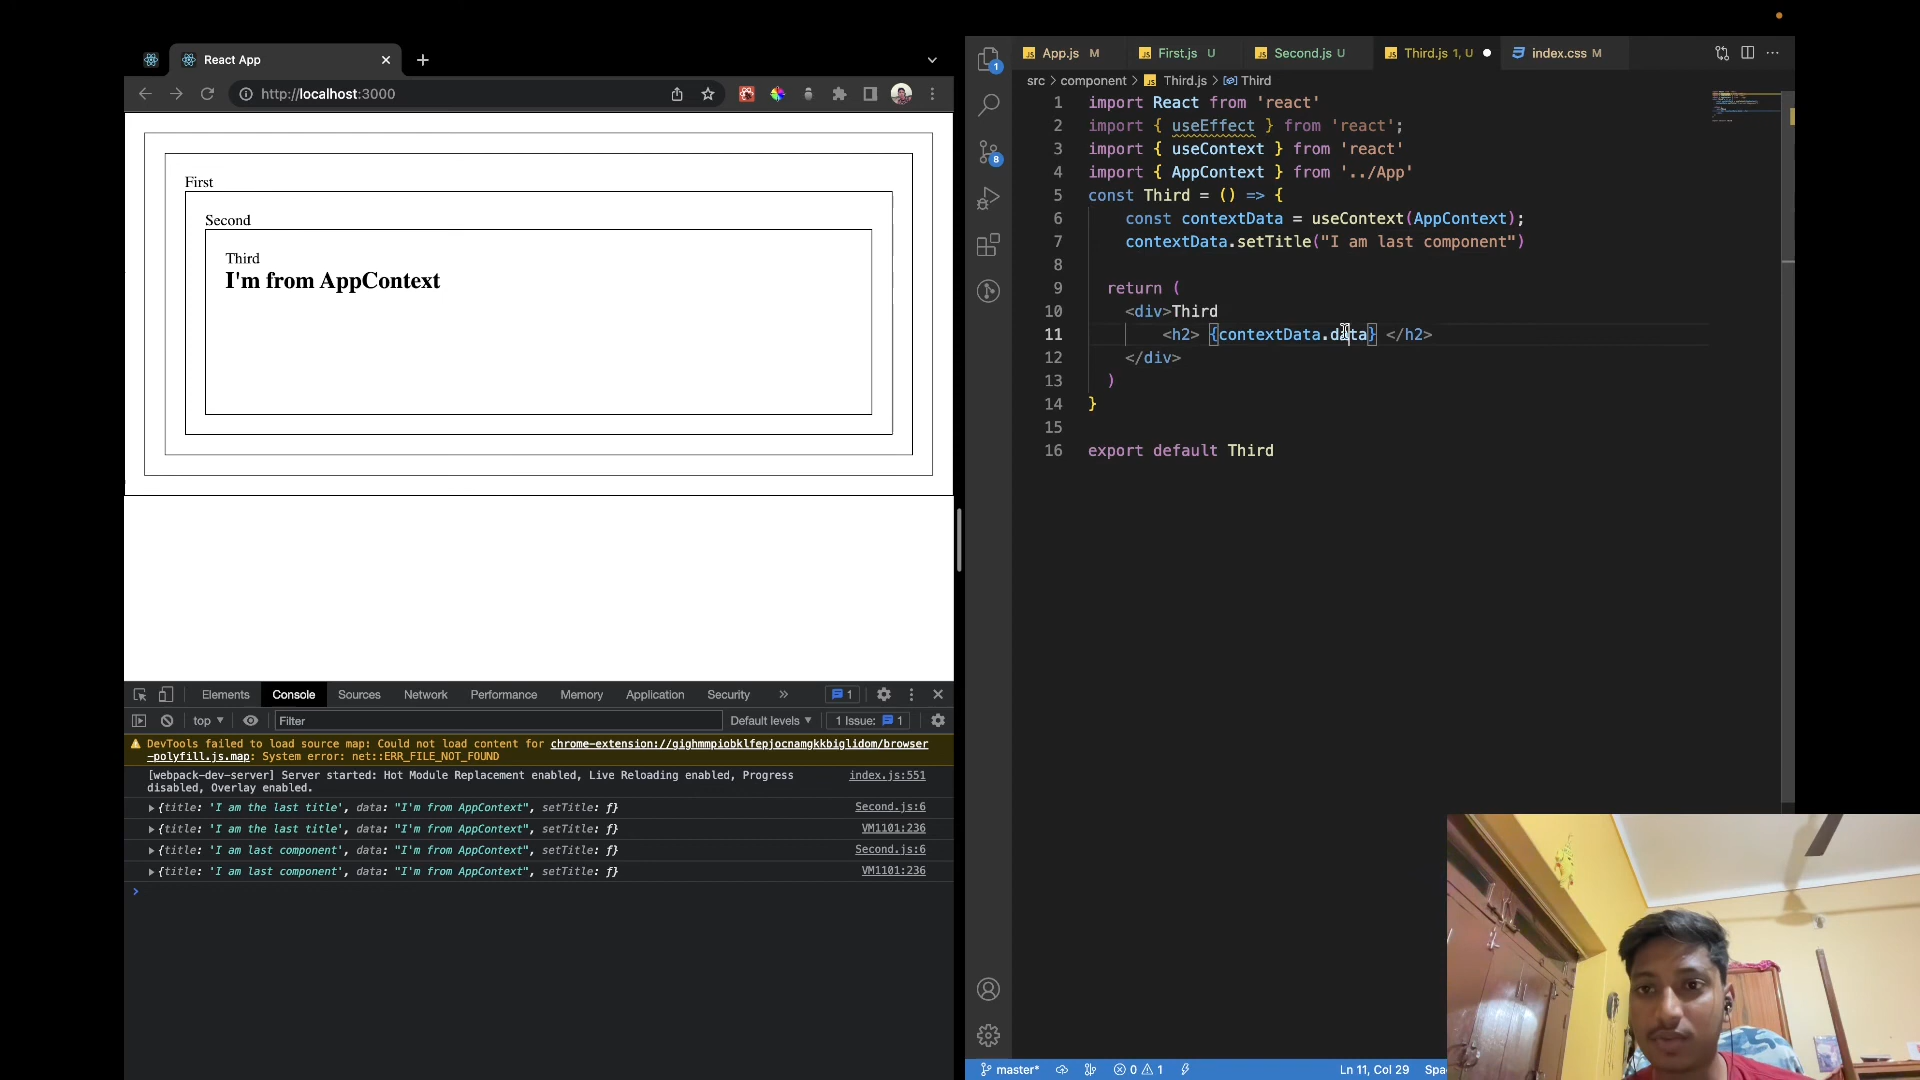 React App
http://localhost:3000
First
Second
Third
I'm from AppContext
Elements Console Sources Network Performance Memory Application Security » 1
top ▼ Filter Default levels ▼ 1 Issue: 1
DevTools failed to load source map: Could not load content for chrome-extension://gighmmpiobklfepjocnamgkkbiglidom/browser
-polyfill.js.map: System error: net::ERR_FILE_NOT_FOUND
[webpack-dev-server] Server started: Hot Module Replacement enabled, Live Reloading enabled, Progress index.js:551
disabled, Overlay enabled.
{title: 'I am the last title', data: "I'm from AppContext", setTitle: ƒ} Second.js:6
{title: 'I am the last title', data: "I'm from AppContext", setTitle: ƒ} VM1101:236
{title: 'I am last component', data: "I'm from AppContext", setTitle: ƒ} Second.js:6
{title: 'I am last component', data: "I'm from AppContext", setTitle: ƒ} VM1101:236
App.js M First.js U Second.js U Third.js 1, U index.css M
src > component > Third.js > Third
1 import React from 'react'
2 import { useEffect } from 'react';
3 import { useContext } from 'react'
4 import { AppContext } from '../App'
5 const Third = () => {
6 const contextData = useContext(AppContext);
7 contextData.setTitle("I am last component")
8
9 return (
10 <div>Third
11 <h2> {contextData.data} </h2>
12 </div>
13 )
14 }
15
16 export default Third
1
8
master* 0 1 Ln 11, Col 29 Spa